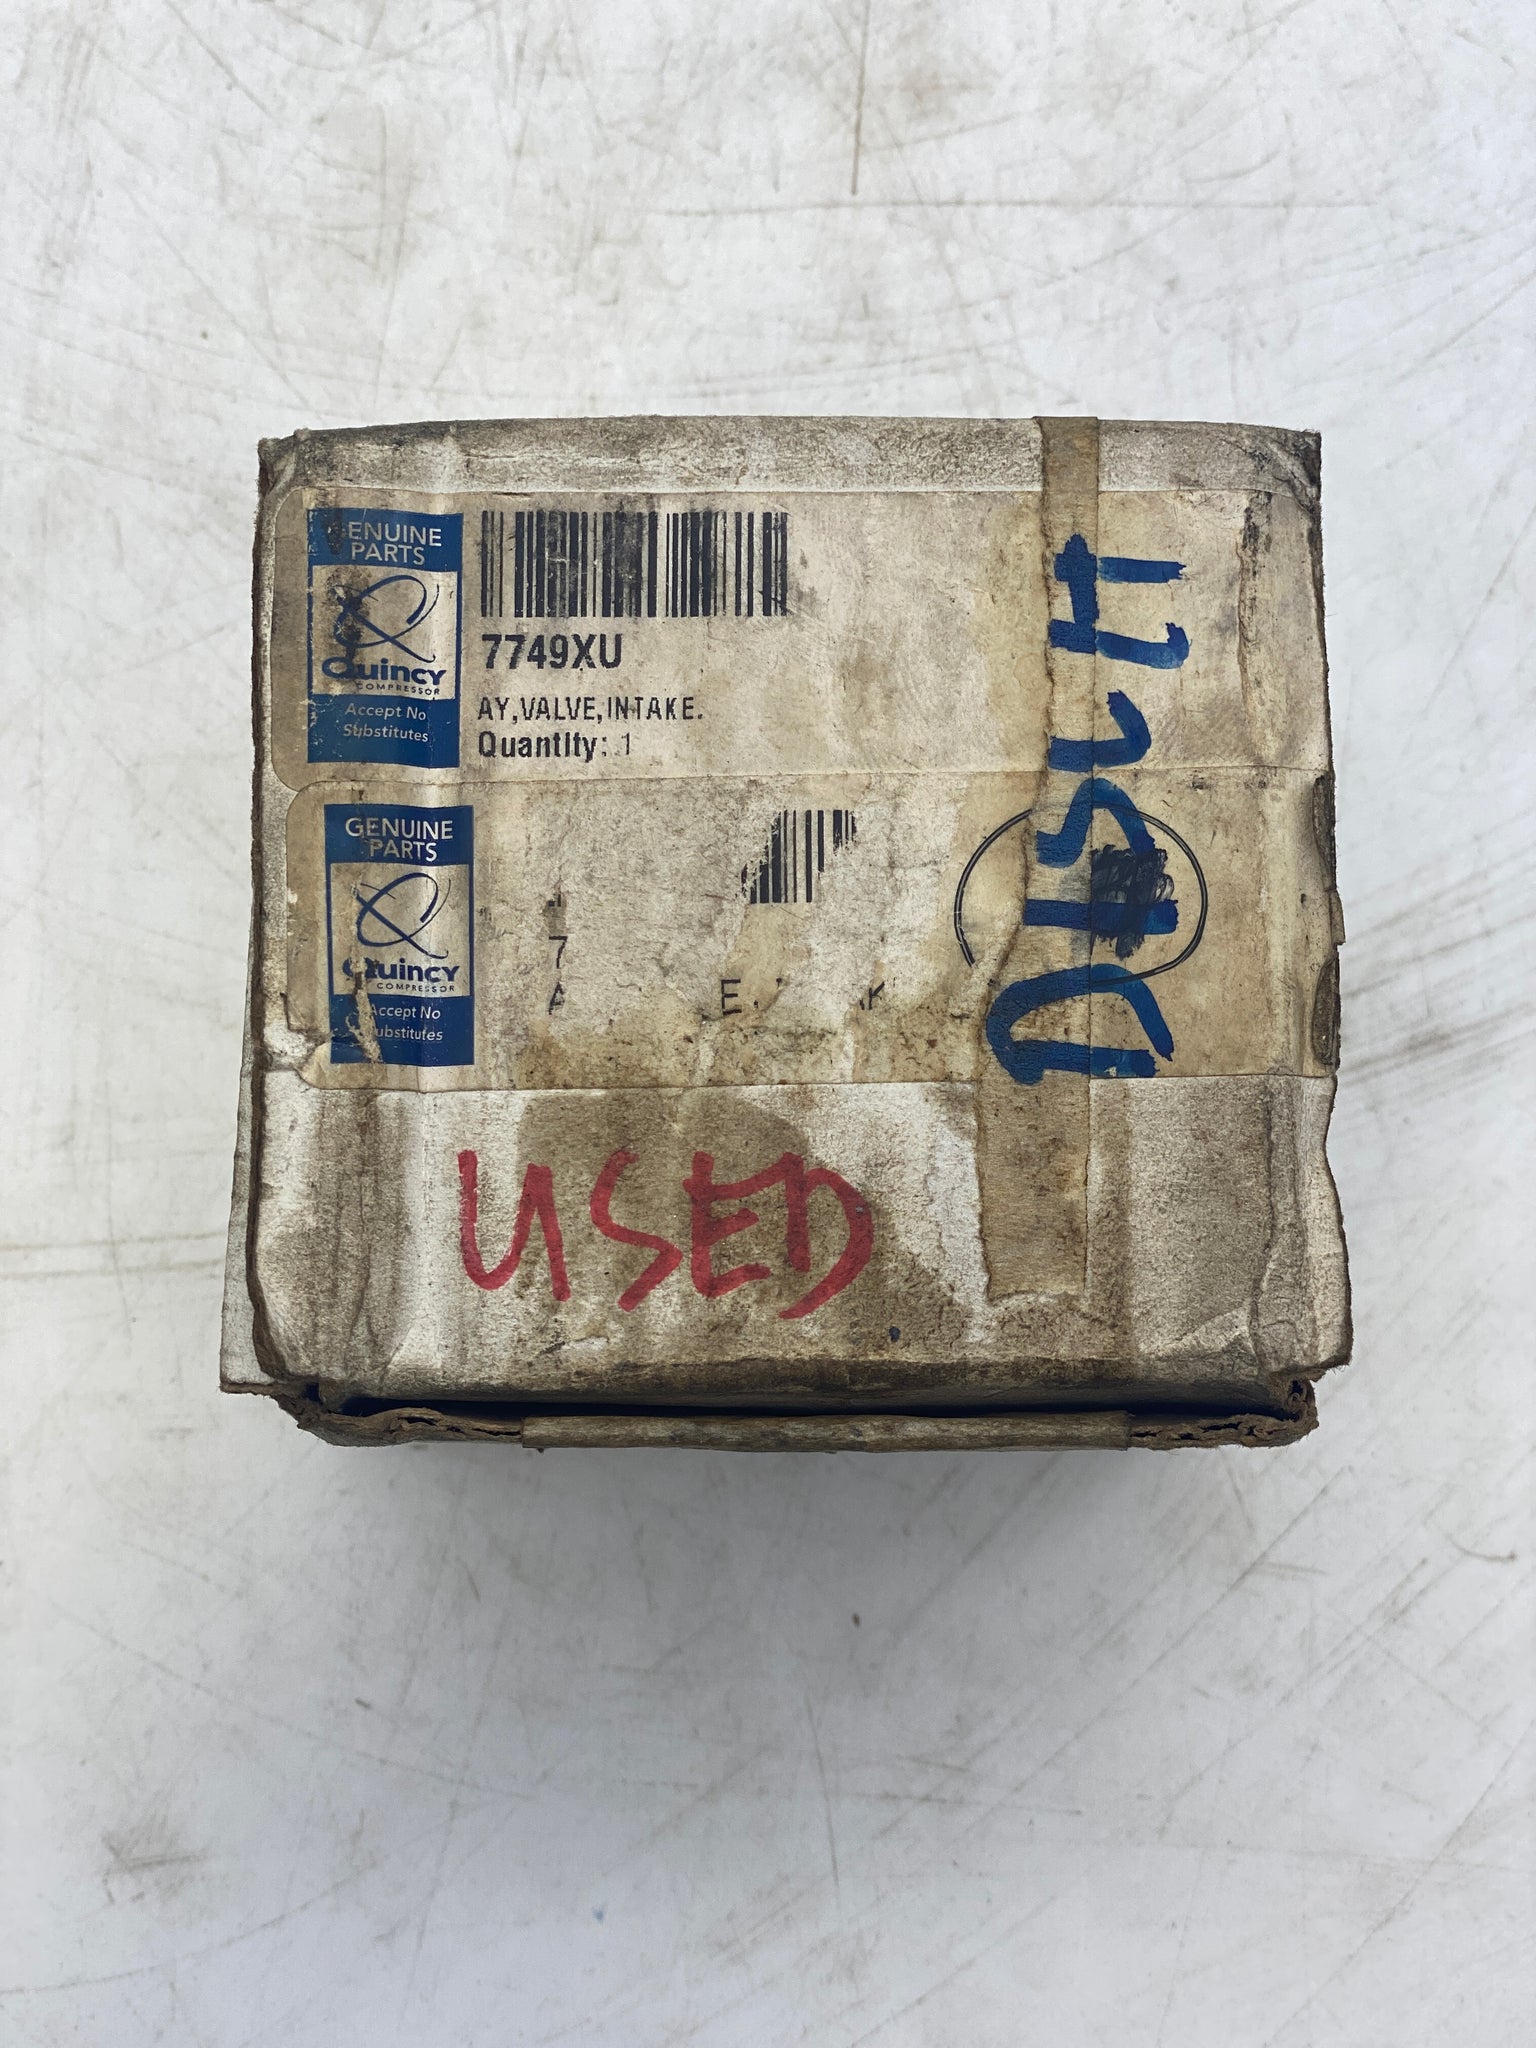 GENUINE
PARTS
Quincy
COMPRESSOR
Accept No
Substitutes
7749XU
AY,VALVE,INTAKE.
Quantity: 1
GENUINE
PARTS
Quincy
COMPRESSOR
Accept No
Substitutes
7
A E. K
USED